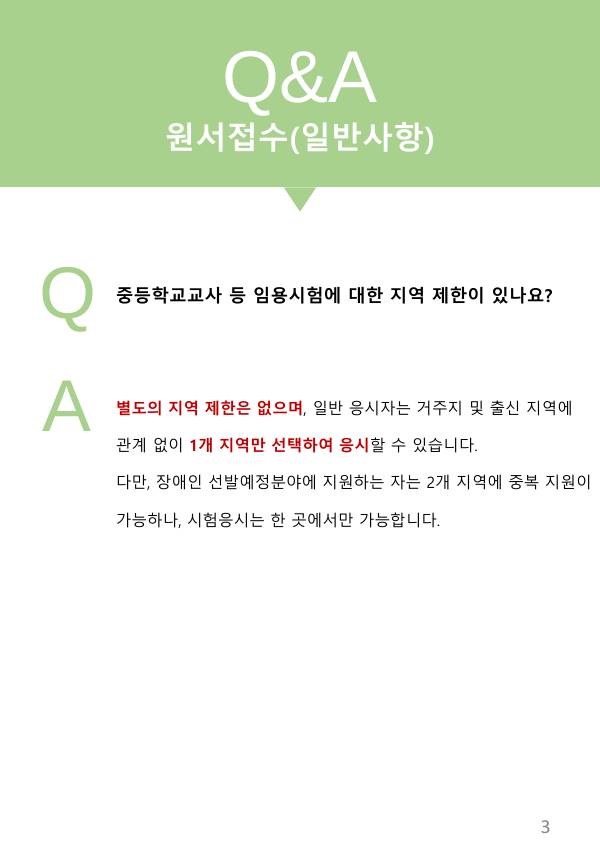 Q&A
원서접수(일반사항)
Q 중등학교교사 등 임용시험에 대한 지역 제한이 있나요?
A 별도의 지역 제한은 없으며, 일반 응시자는 거주지 및 출신 지역에
관계 없이 1개 지역만 선택하여 응시할 수 있습니다.
다만, 장애인 선발예정분야에 지원하는 자는 2개 지역에 중복 지원이
가능하나, 시험응시는 한 곳에서만 가능합니다.
3